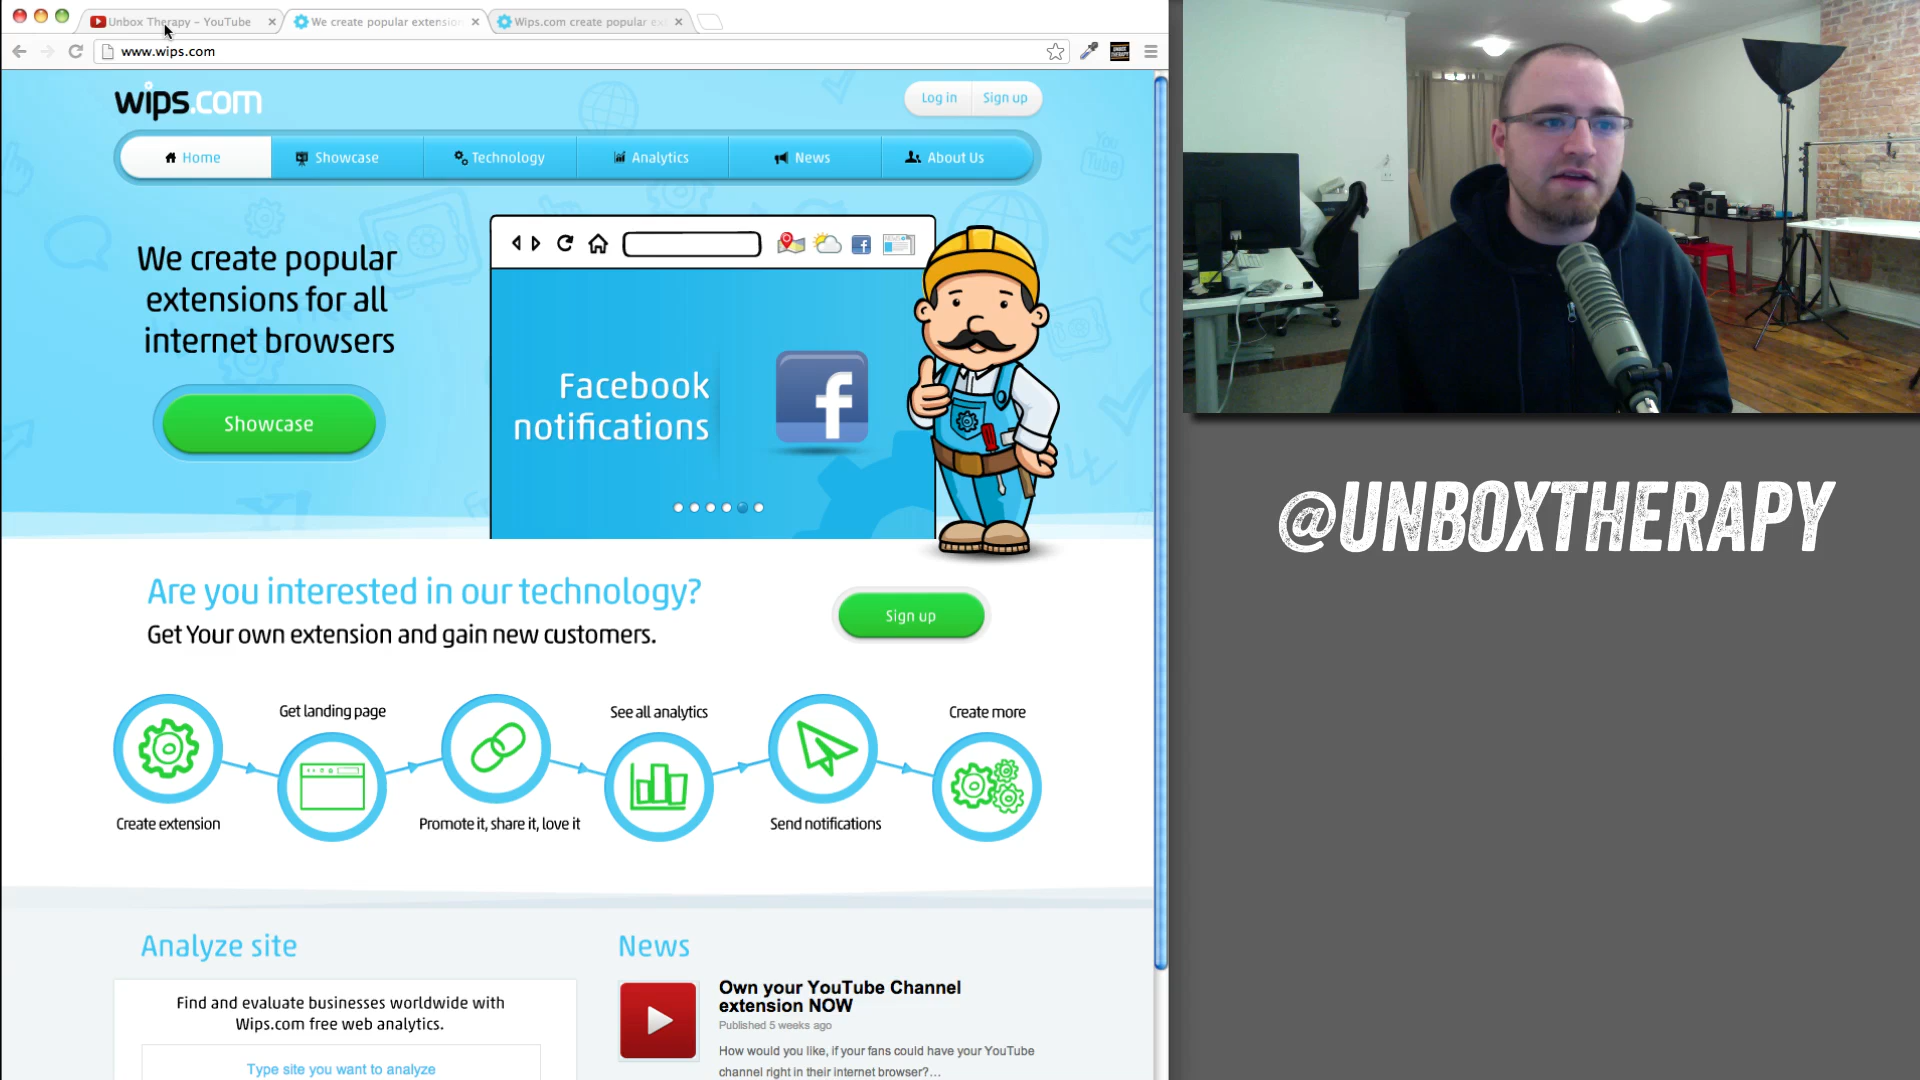 Unbox Therapy - YouTube
We create popular extension
Wips.com create popular ex
www.wips.com
wips.com
Log in
Sign up
Home
Showcase
Technology
Analytics
News
About Us
We create popular
extensions for all
internet browsers
Showcase
Facebook
notifications
f
@UNBOXTHERAPY
Are you interested in our technology?
Get Your own extension and gain new customers.
Sign up
Get landing page
See all analytics
Create more
Create extension
Promote it, share it, love it
Send notifications
Analyze site
Find and evaluate businesses worldwide with
Wips.com free web analytics.
Type site you want to analyze
News
Own your YouTube Channel
extension NOW
Published 5 weeks ago
How would you like, if your fans could have your YouTube
channel right in their internet browser?...